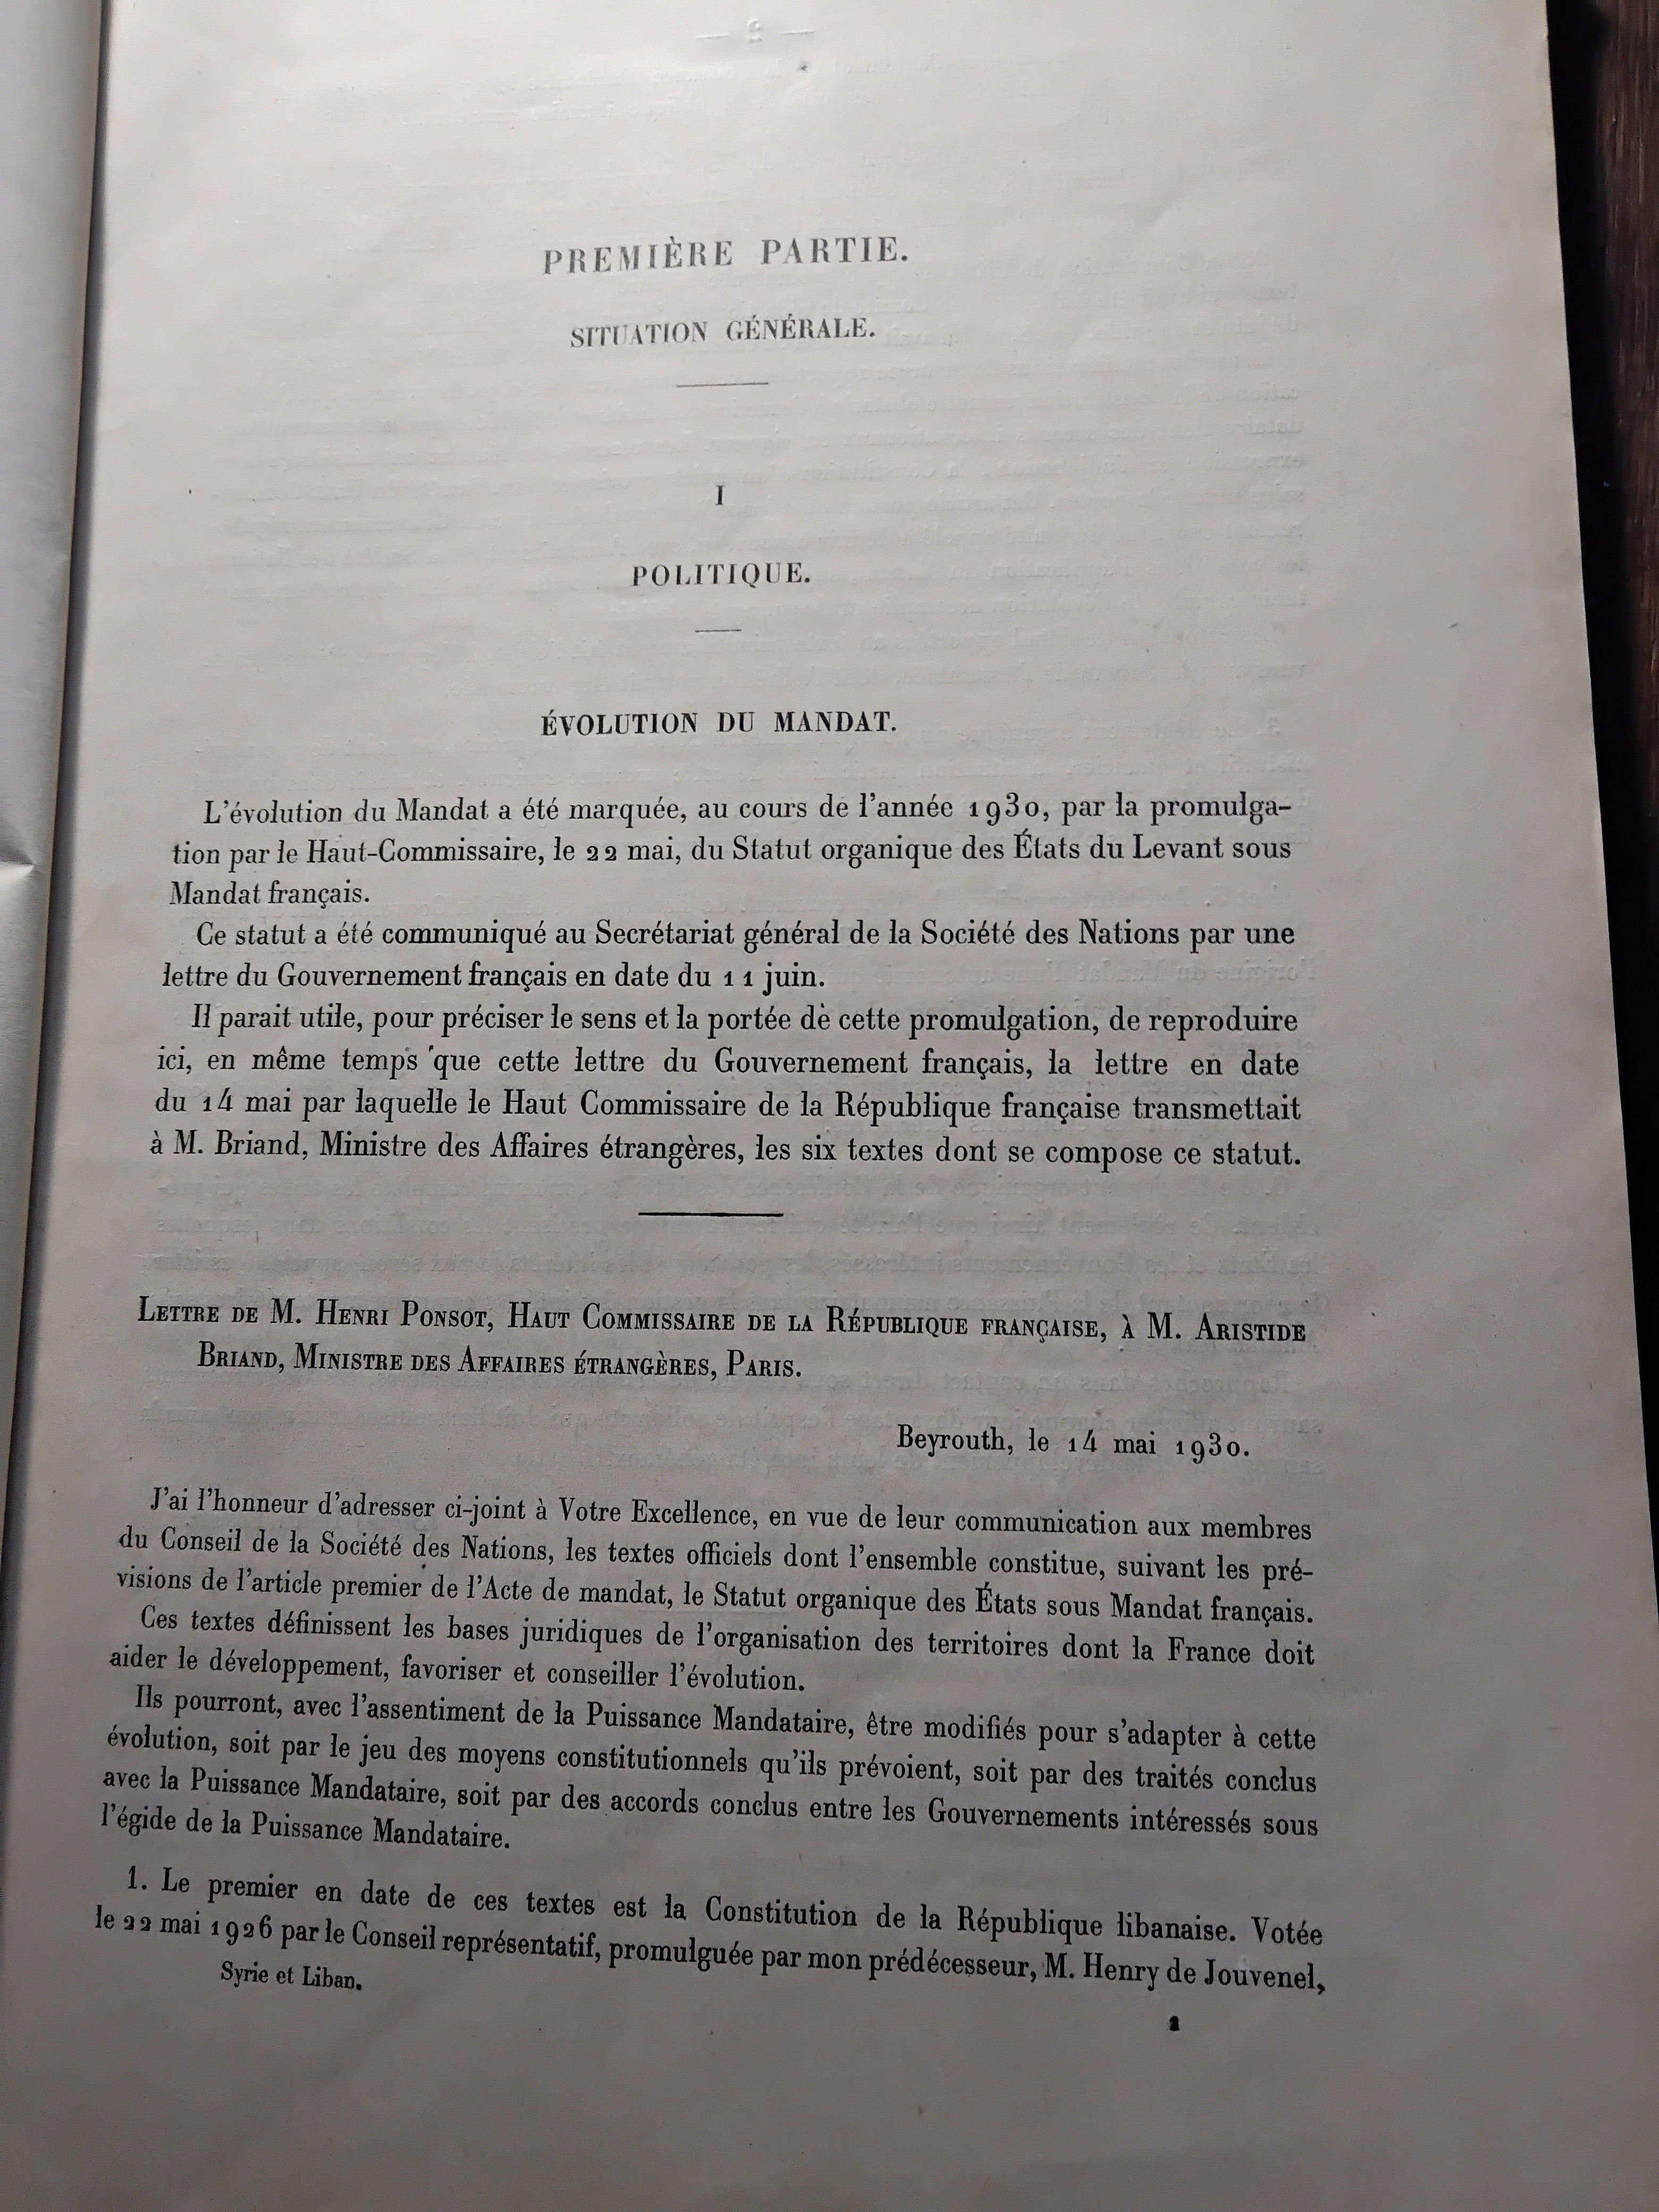 PREMIÈRE PARTIE.
SITUATION GÉNÉRALE.
I
POLITIQUE.
ÉVOLUTION DU MANDAT.
L'évolution du Mandat a été marquée, au cours de l'année 1930, par la promulga-
tion par le Haut-Commissaire, le 22 mai, du Statut organique des États du Levant sous
Mandat français.
Ce statut a été communiqué au Secrétariat général de la Société des Nations par une
lettre du Gouvernement français en date du 11 juin.
Il parait utile, pour préciser le sens et la portée de cette promulgation, de reproduire
ici, en même temps que cette lettre du Gouvernement français, la lettre en date
du 14 mai par laquelle le Haut Commissaire de la République française transmettait
à M. Briand, Ministre des Affaires étrangères, les six textes dont se compose ce statut.
LETTRE DE M. HENRI PONSOT, HAUT COMMISSAIRE DE LA RÉPUBLIQUE FRANÇAISE, À M. ARISTIDE
BRIAND, MINISTRE DES AFFAIRES ÉTRANGÈRES, PARIS.
Beyrouth, le 14 mai 1930.
J'ai l'honneur d'adresser ci-joint à Votre Excellence, en vue de leur communication aux membres
du Conseil de la Société des Nations, les textes officiels dont l'ensemble constitue, suivant les pré-
visions de l'article premier de l'Acte de mandat, le Statut organique des États sous Mandat français.
Ces textes définissent les bases juridiques de l'organisation des territoires dont la France doit
aider le développement, favoriser et conseiller l'évolution.
Ils pourront, avec l'assentiment de la Puissance Mandataire, être modifiés pour s'adapter à cette
évolution, soit par le jeu des moyens constitutionnels qu'ils prévoient, soit par des traités conclus
avec la Puissance Mandataire, soit par des accords conclus entre les Gouvernements intéressés sous
l'égide de la Puissance Mandataire.
1. Le premier en date de ces textes est la Constitution de la République libanaise. Votée
le 22 mai 1926 par le Conseil représentatif, promulguée par mon prédécesseur, M. Henry de Jouvenel,
Syrie et Liban.